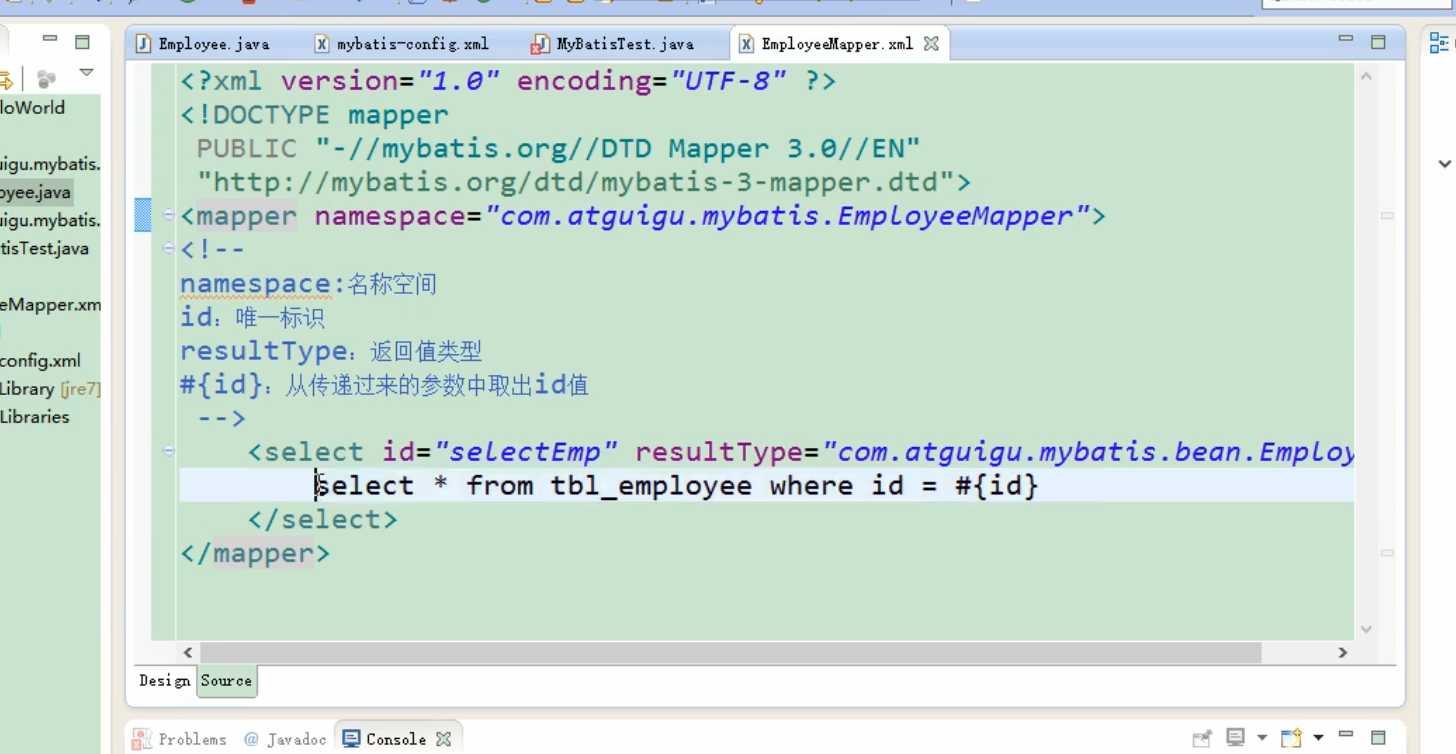 Employee.java mybatis-config.xml MyBatisTest.java EmployeeMapper.xml
loWorld
uigu.mybatis.
oyee.java
uigu.mybatis.
tisTest.java
eMapper.xm
config.xml
Library [jre7]
Libraries
<?xml version="1.0" encoding="UTF-8" ?>
<!DOCTYPE mapper
PUBLIC "-//mybatis.org//DTD Mapper 3.0//EN"
"http://mybatis.org/dtd/mybatis-3-mapper.dtd">
<mapper namespace="com.atguigu.mybatis.EmployeeMapper">
<!--
namespace:名称空间
id：唯一标识
resultType：返回值类型
#{id}：从传递过来的参数中取出id值
-->
<select id="selectEmp" resultType="com.atguigu.mybatis.bean.Employ
select * from tbl_employee where id = #{id}
</select>
</mapper>
Design Source
Problems @ Javadoc Console